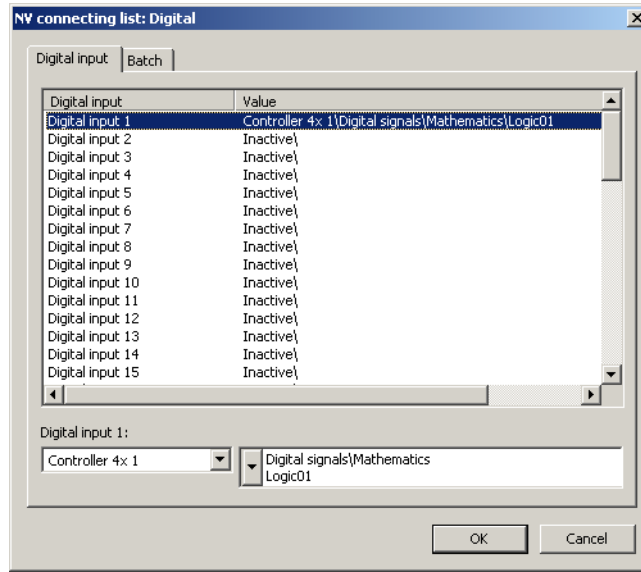 NV connecting list: Digital
Digital input Batch
Digital input Value
Digital input 1 Controller 4x 1\Digital signals\Mathematics\Logic01
Digital input 2 Inactive\
Digital input 3 Inactive\
Digital input 4 Inactive\
Digital input 5 Inactive\
Digital input 6 Inactive\
Digital input 7 Inactive\
Digital input 8 Inactive\
Digital input 9 Inactive\
Digital input 10 Inactive\
Digital input 11 Inactive\
Digital input 12 Inactive\
Digital input 13 Inactive\
Digital input 14 Inactive\
Digital input 15 Inactive\
Digital input 1:
Controller 4x 1
Digital signals\Mathematics
Logic01
OK Cancel